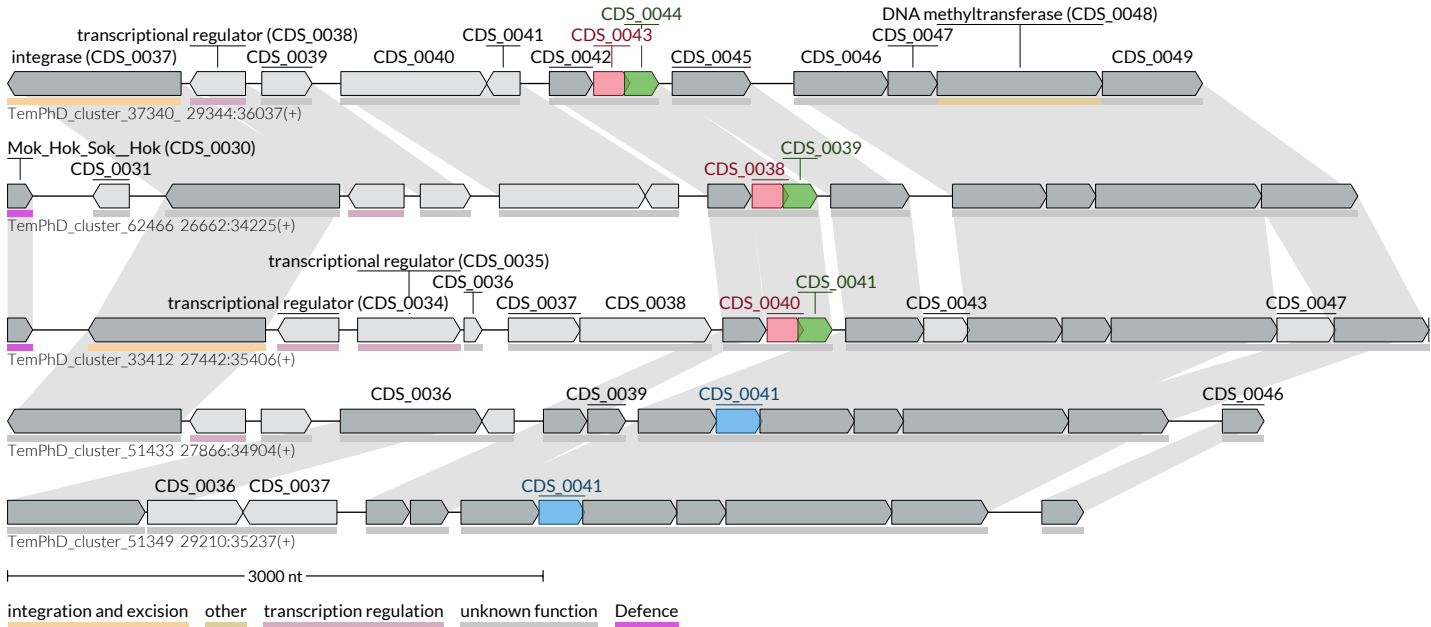 CDS_0044
DNA methyltransferase (CDS_0048)
transcriptional regulator (CDS_0038) CDS_0041 CDS_0043 CDS_0047
integrase (CDS_0037) CDS_0039 CDS_0040 CDS_0042 CDS_0045 CDS_0046 CDS_0049
TemPhD_cluster_37340_ 29344:36037(+)
Mok_Hok_Sok__Hok (CDS_0030) CDS_0039
CDS_0031 CDS_0038
TemPhD_cluster_62466 26662:34225(+)
transcriptional regulator (CDS_0035)
CDS_0036 CDS_0041
transcriptional regulator (CDS_0034) CDS_0037 CDS_0038 CDS_0040 CDS_0043 CDS_0047
TemPhD_cluster_33412 27442:35406(+)
CDS_0036 CDS_0039 CDS_0041 CDS_0046
TemPhD_cluster_51433 27866:34904(+)
CDS_0036 CDS_0037 CDS_0041
TemPhD_cluster_51349 29210:35237(+)
3000 nt
integration and excision other transcription regulation unknown function Defence